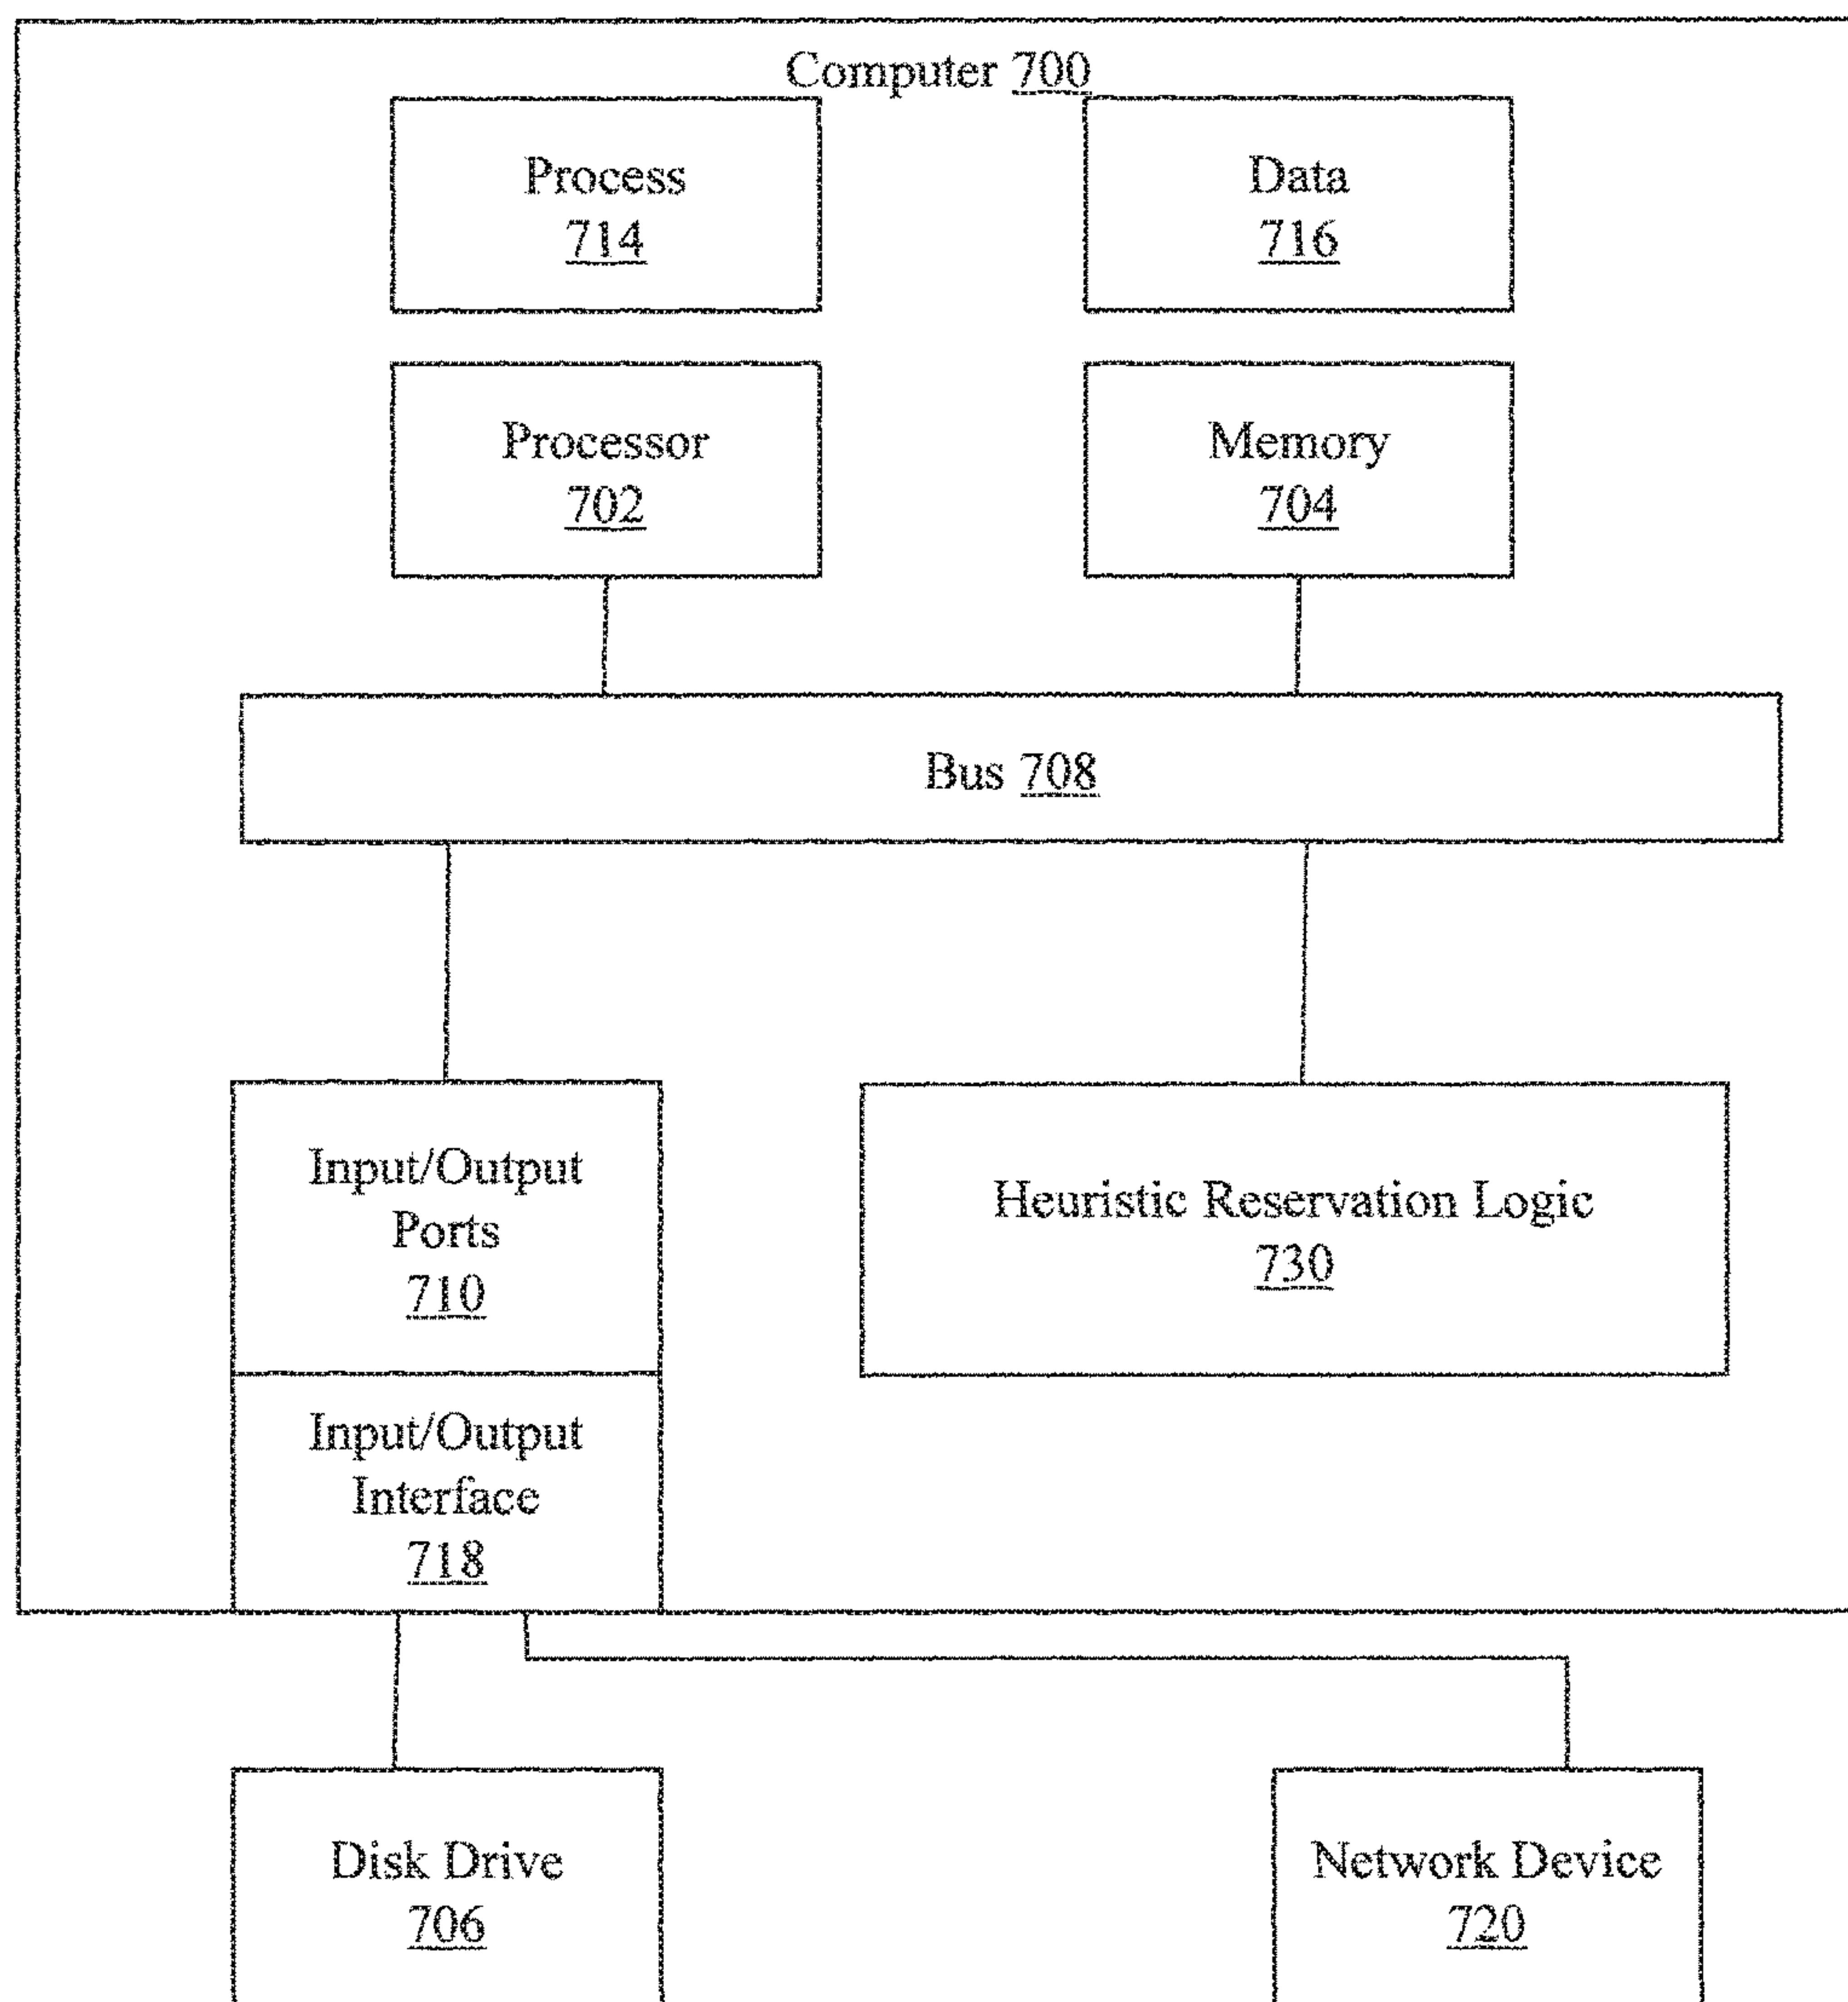 Computer 700
Process
714
Data
716
Processor
702
Memory
704
Bus 708
Input/Output
Ports
710
Heuristic Reservation Logic
730
Input/Output
Interface
718
Disk Drive
706
Network Device
720